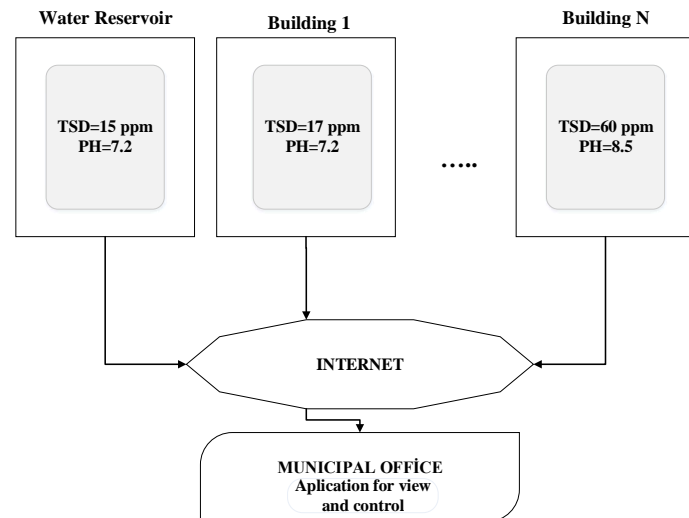 Water Reservoir
Building 1
Building N
TSD=15 ppm
PH=7.2
TSD=17 ppm
PH=7.2
…..
TSD=60 ppm
PH=8.5
INTERNET
MUNICIPAL OFFİCE
Aplication for view
and control